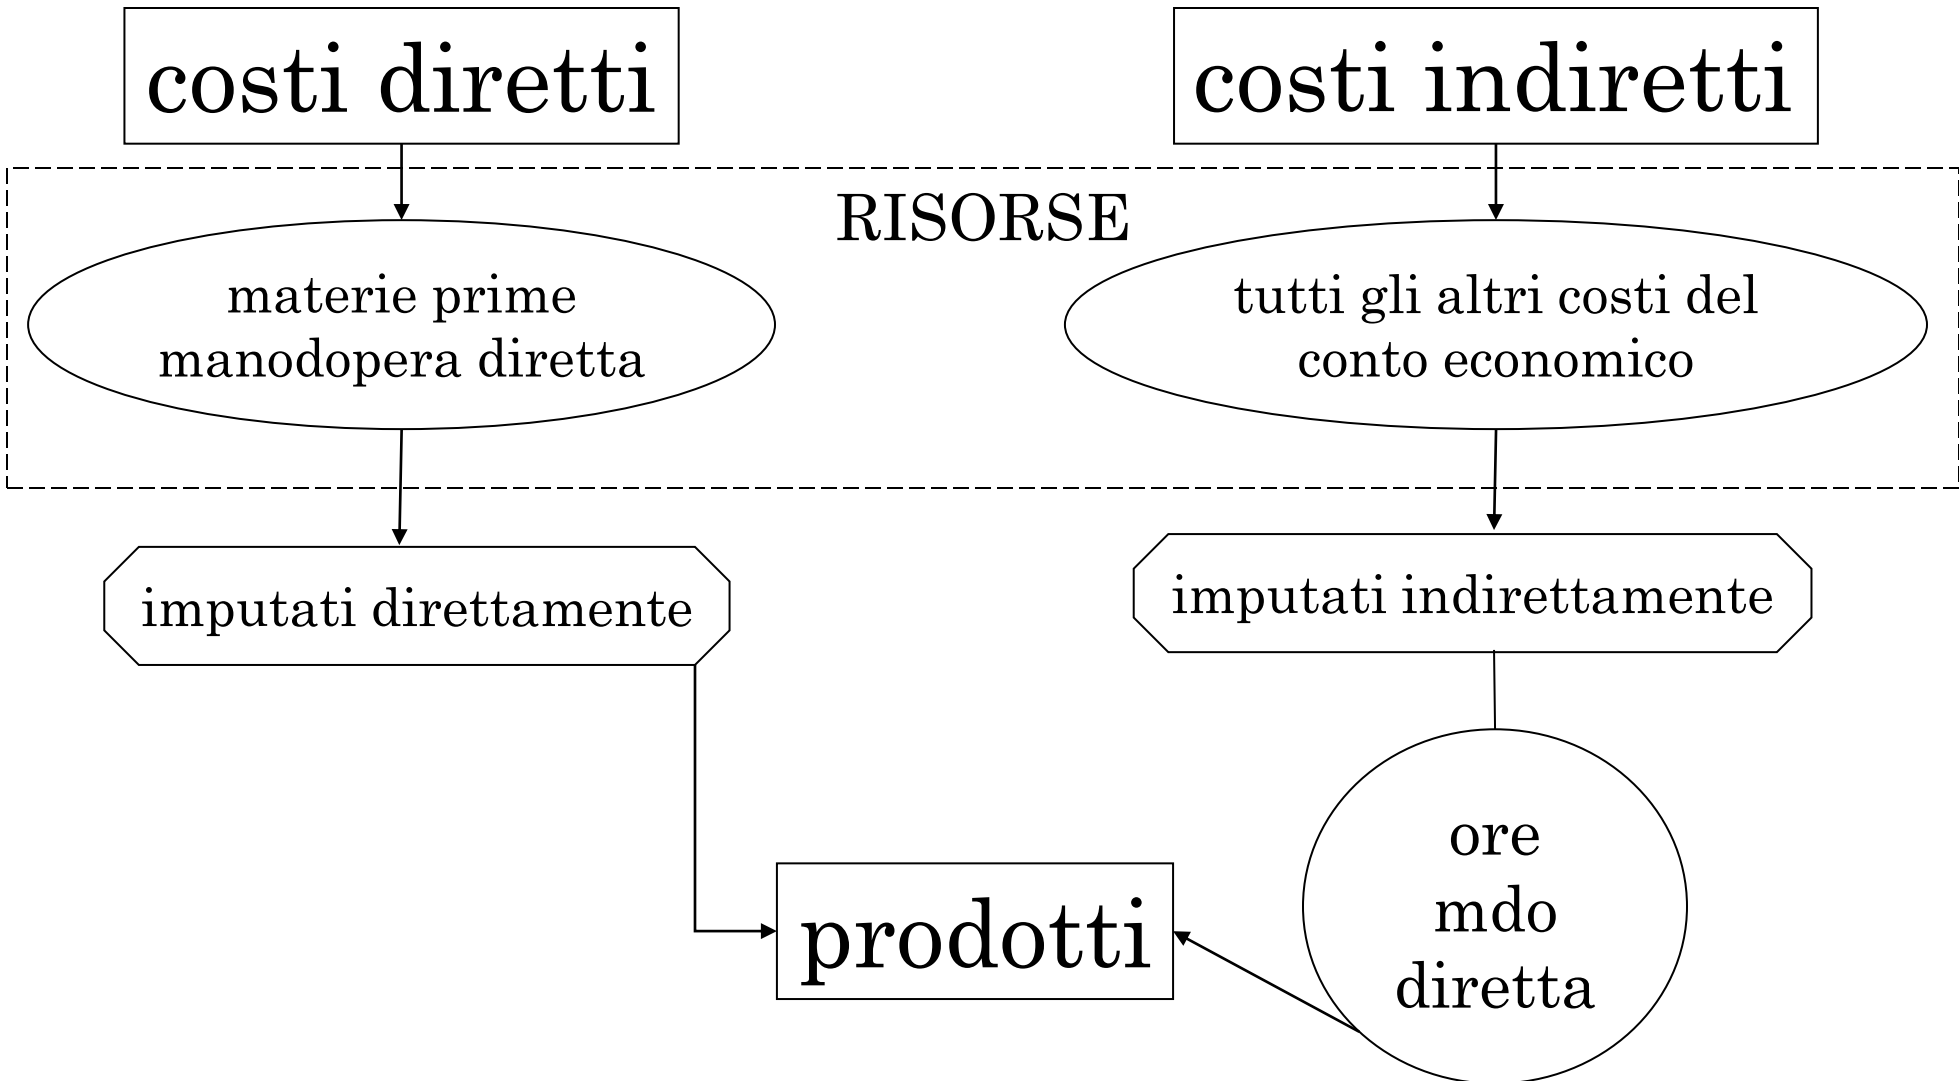 costi diretti
costi indiretti
RISORSE
materie prime
manodopera diretta
tutti gli altri costi del
conto economico
imputati direttamente
imputati indirettamente
prodotti
ore
mdo
diretta